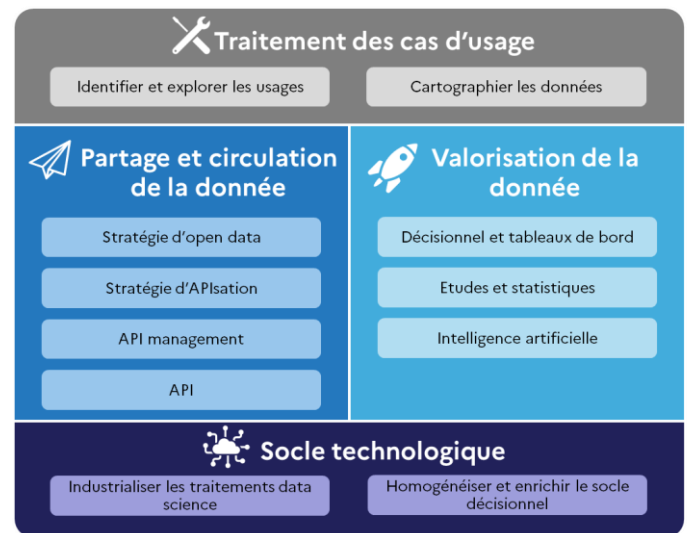 Traitement des cas d'usage
Identifier et explorer les usages
Cartographier les données
Partage et circulation
de la donnée
Stratégie d'open data
Stratégie d'APIsation
API management
API
Valorisation de la
donnée
Décisionnel et tableaux de bord
Etudes et statistiques
Intelligence artificielle
Socle technologique
Industrialiser les traitements data
science
Homogénéiser et enrichir le socle
décisionnel